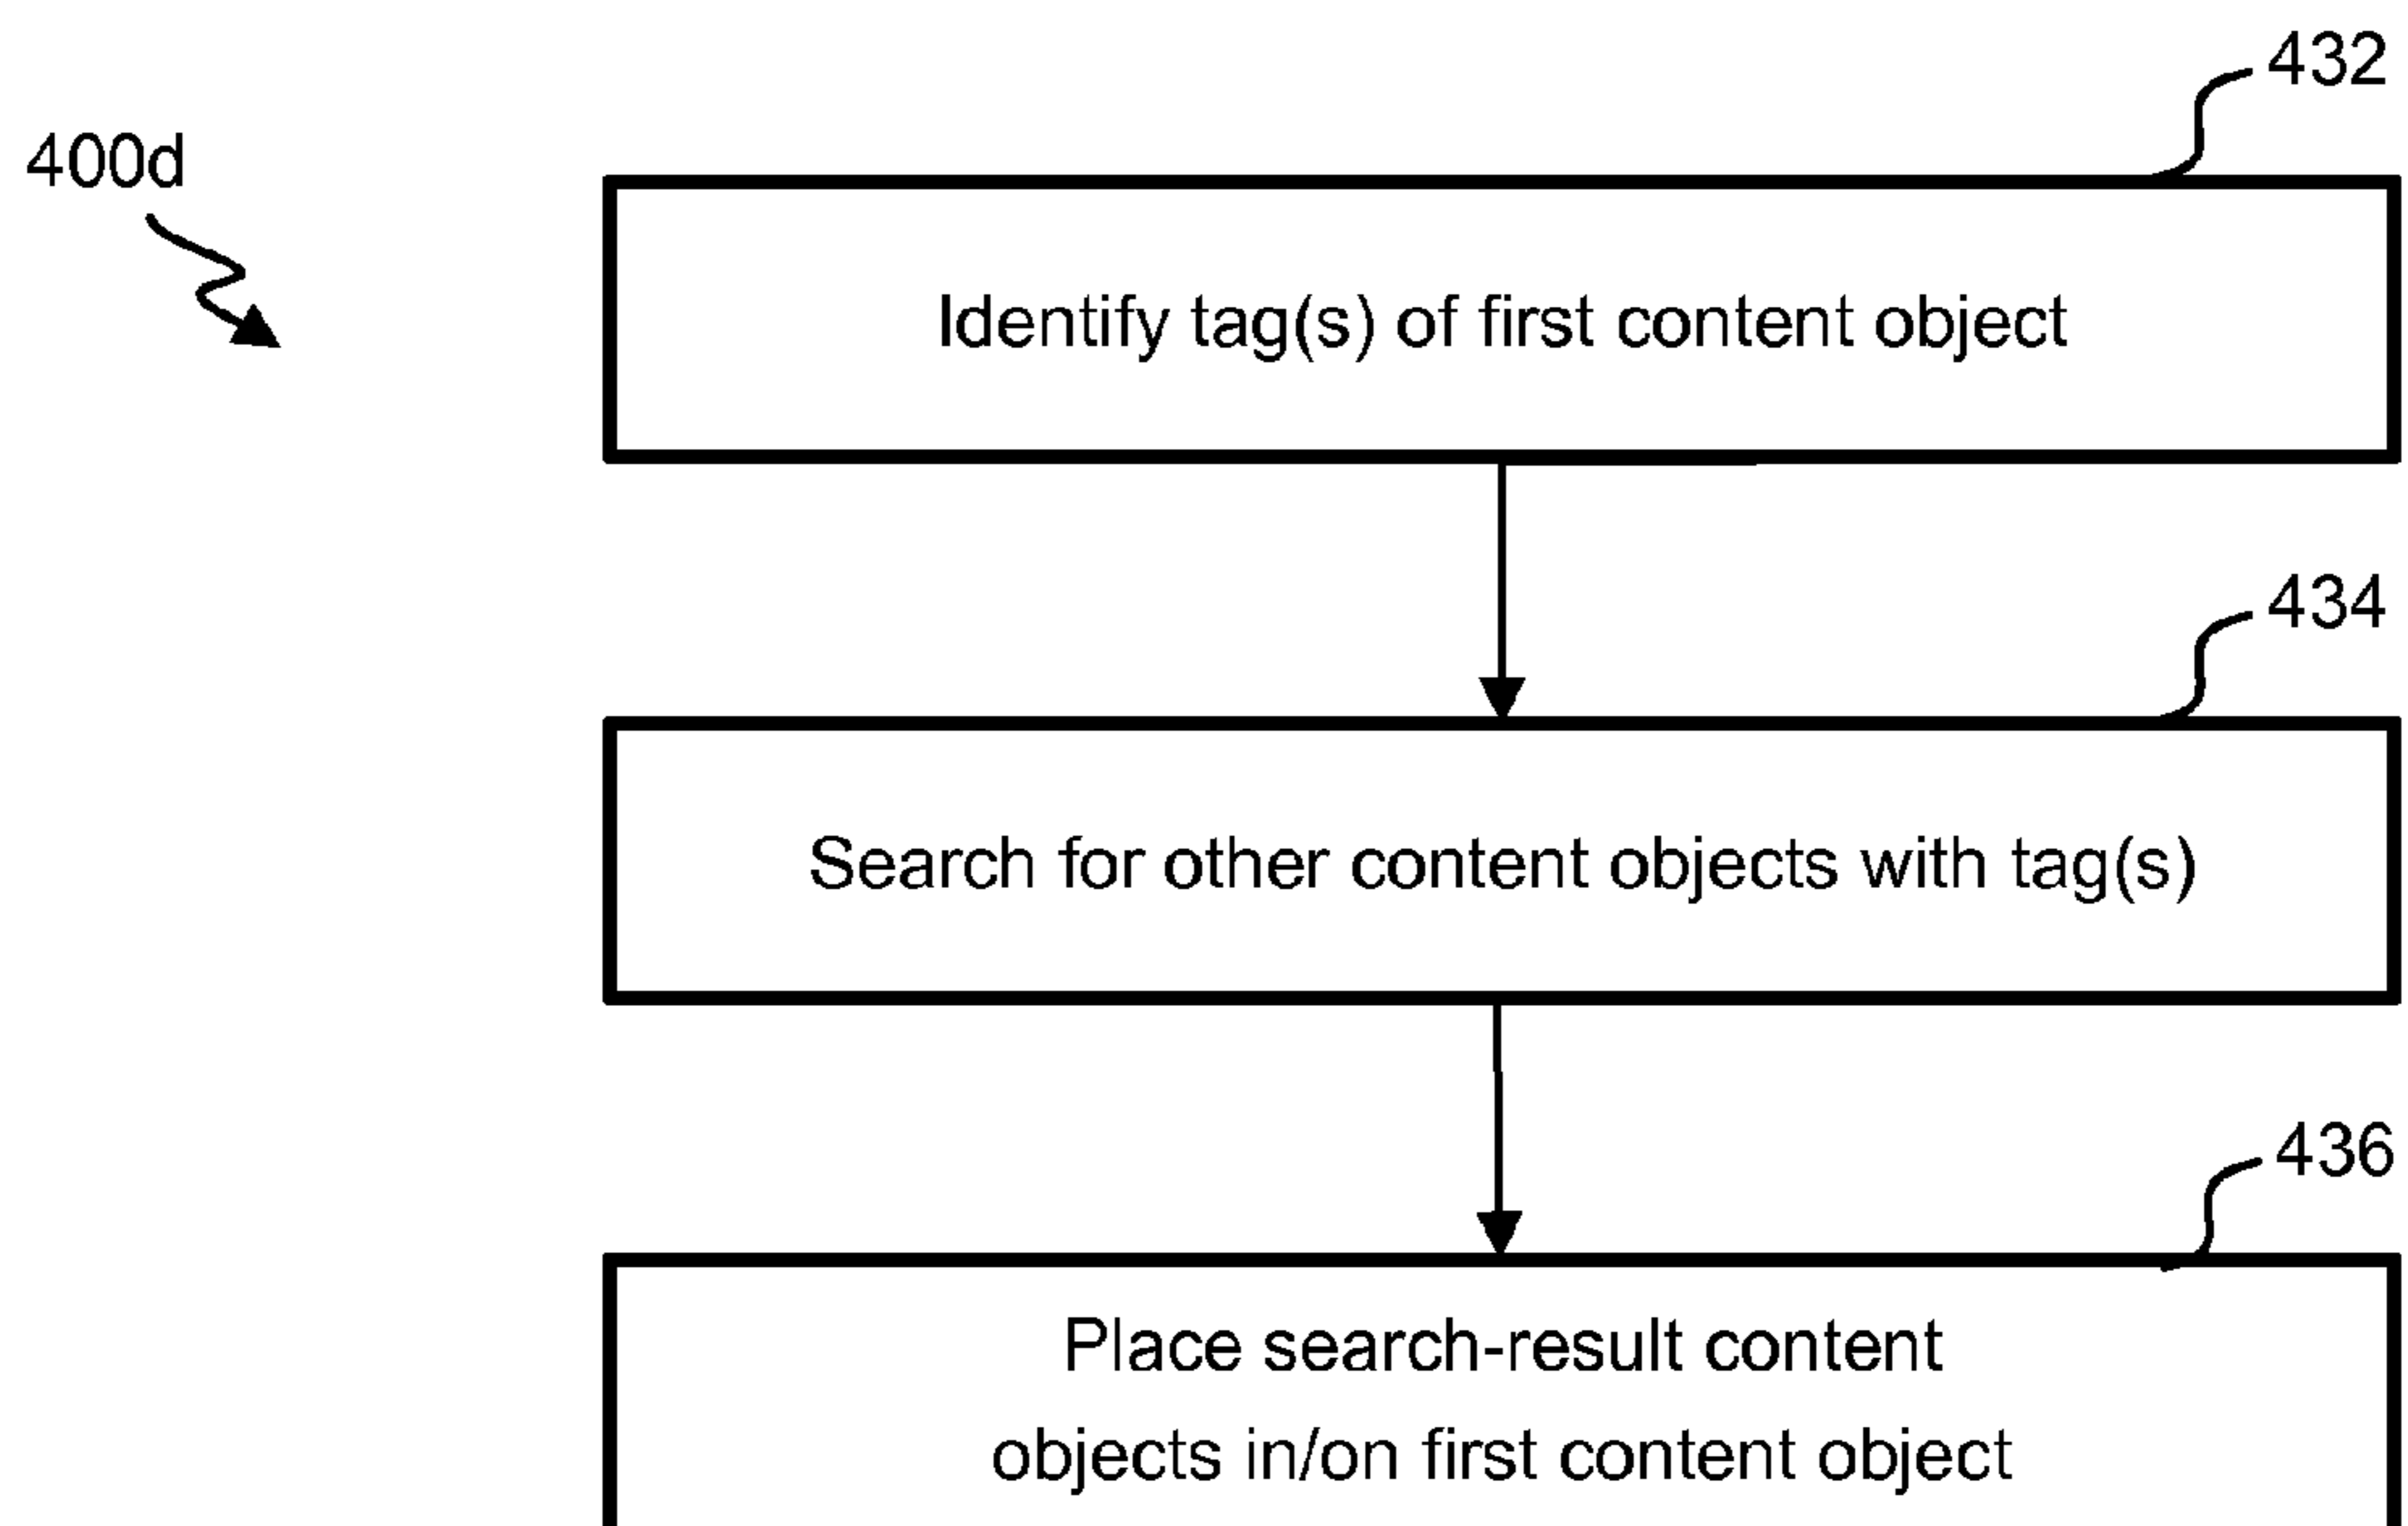 432
400d
Identify tag(s) of first content object
434
Search for other content objects with tag(s)
436
Place search-result content
objects in/on first content object